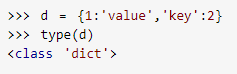 >>> d = {1:'value','key':2}
>>> type(d)
<class 'dict'>